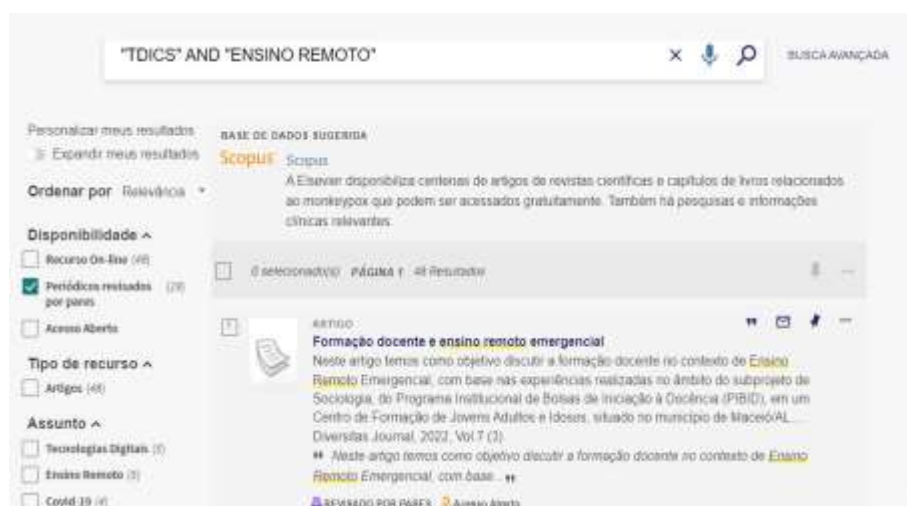 "TDICS" AND "ENSINO REMOTO"
BUSCA AVANÇADA
Personalizar meus resultados
Expandir meus resultados
Ordenar por Relevância
Disponibilidade
Recurso On-line (48)
Periódicos revisados por pares
Acesso Aberto
Tipo de recurso
Artigos (48)
Assunto
Tecnologias Digitais
Ensino Remoto
Covid-19
BASE DE DADOS SUGERIDA
Scopus Scopus
A Elsevier disponibiliza centenas de artigos de revistas científicas e capítulos de livros relacionados
ao monkeypox que podem ser acessados gratuitamente. Também há pesquisas e informações
clínicas relevantes.
0 selecionado(s) PÁGINA 1 48 Resultados
1
ARTIGO
Formação docente e ensino remoto emergencial
Neste artigo temos como objetivo discutir a formação docente no contexto de Ensino
Remoto Emergencial, com base nas experiências realizadas no âmbito do subprojeto de
Sociologia, do Programa Institucional de Bolsas de Iniciação à Docência (PIBID), em um
Centro de Formação de Jovens Adultos e Idosos, situado no município de Maceió/AL....
Diversitas Journal, 2022, Vol.7 (3)
Neste artigo temos como objetivo discutir a formação docente no contexto de Ensino
Remoto Emergencial, com base...
REVISADO POR PARES Acesso Aberto